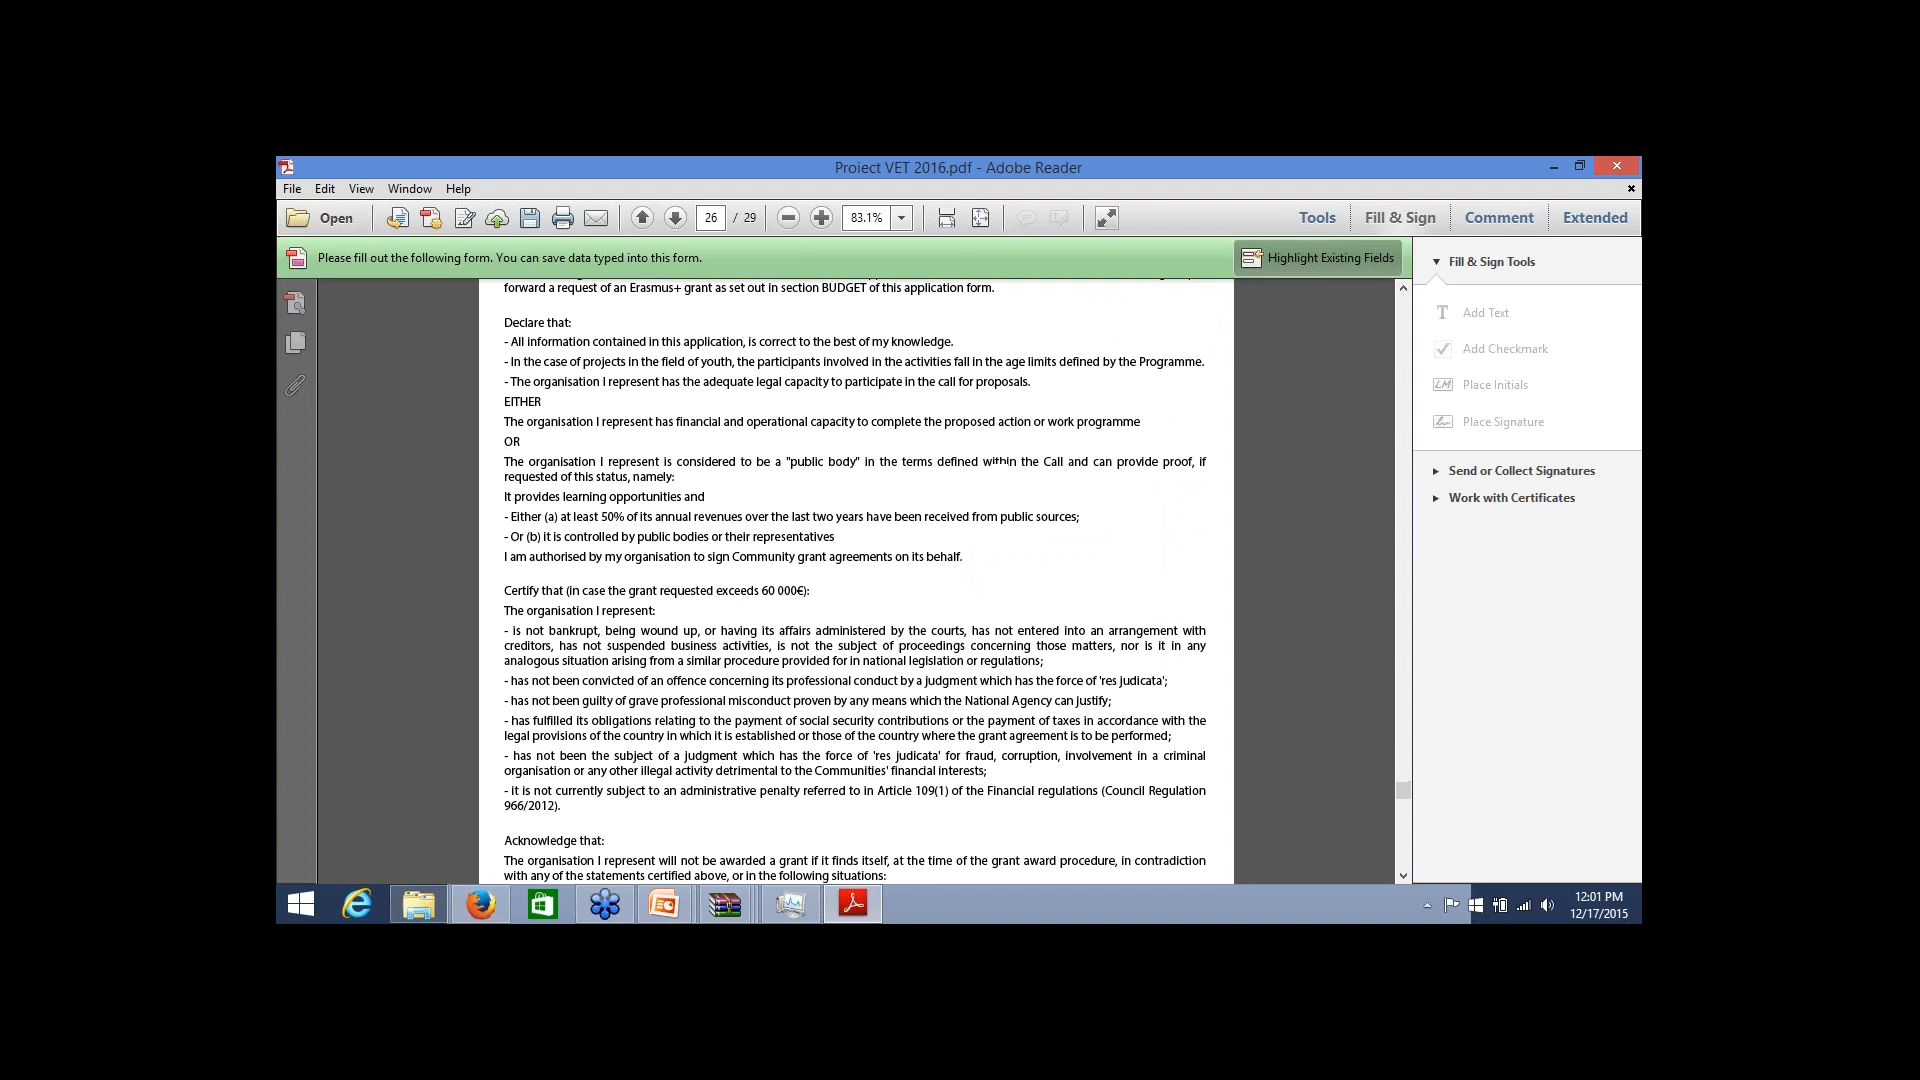 Project VET 2016.pdf - Adobe Reader
File Edit View Window Help
Open 26 / 29 83.1% Tools Fill & Sign Comment Extended
Please fill out the following form. You can save data typed into this form. Highlight Existing Fields
forward a request of an Erasmus+ grant as set out in section BUDGET of this application form.
Declare that:
- All information contained in this application, is correct to the best of my knowledge.
- In the case of projects in the field of youth, the participants involved in the activities fall in the age limits defined by the Programme.
- The organisation I represent has the adequate legal capacity to participate in the call for proposals.
EITHER
The organisation I represent has financial and operational capacity to complete the proposed action or work programme
OR
The organisation I represent is considered to be a "public body" in the terms defined within the Call and can provide proof, if
requested of this status, namely:
It provides learning opportunities and
- Either (a) at least 50% of its annual revenues over the last two years have been received from public sources;
- Or (b) it is controlled by public bodies or their representatives
I am authorised by my organisation to sign Community grant agreements on its behalf.
Certify that (in case the grant requested exceeds 60 000€):
The organisation I represent:
- is not bankrupt, being wound up, or having its affairs administered by the courts, has not entered into an arrangement with
creditors, has not suspended business activities, is not the subject of proceedings concerning those matters, nor is it in any
analogous situation arising from a similar procedure provided for in national legislation or regulations;
- has not been convicted of an offence concerning its professional conduct by a judgment which has the force of 'res judicata';
- has not been guilty of grave professional misconduct proven by any means which the National Agency can justify;
- has fulfilled its obligations relating to the payment of social security contributions or the payment of taxes in accordance with the
legal provisions of the country in which it is established or those of the country where the grant agreement is to be performed;
- has not been the subject of a judgment which has the force of 'res judicata' for fraud, corruption, involvement in a criminal
organisation or any other illegal activity detrimental to the Communities' financial interests;
- it is not currently subject to an administrative penalty referred to in Article 109(1) of the Financial regulations (Council Regulation
966/2012).
Acknowledge that:
The organisation I represent will not be awarded a grant if it finds itself, at the time of the grant award procedure, in contradiction
with any of the statements certified above, or in the following situations:
Fill & Sign Tools
Add Text
Add Checkmark
Place Initials
Place Signature
Send or Collect Signatures
Work with Certificates
12:01 PM
12/17/2015